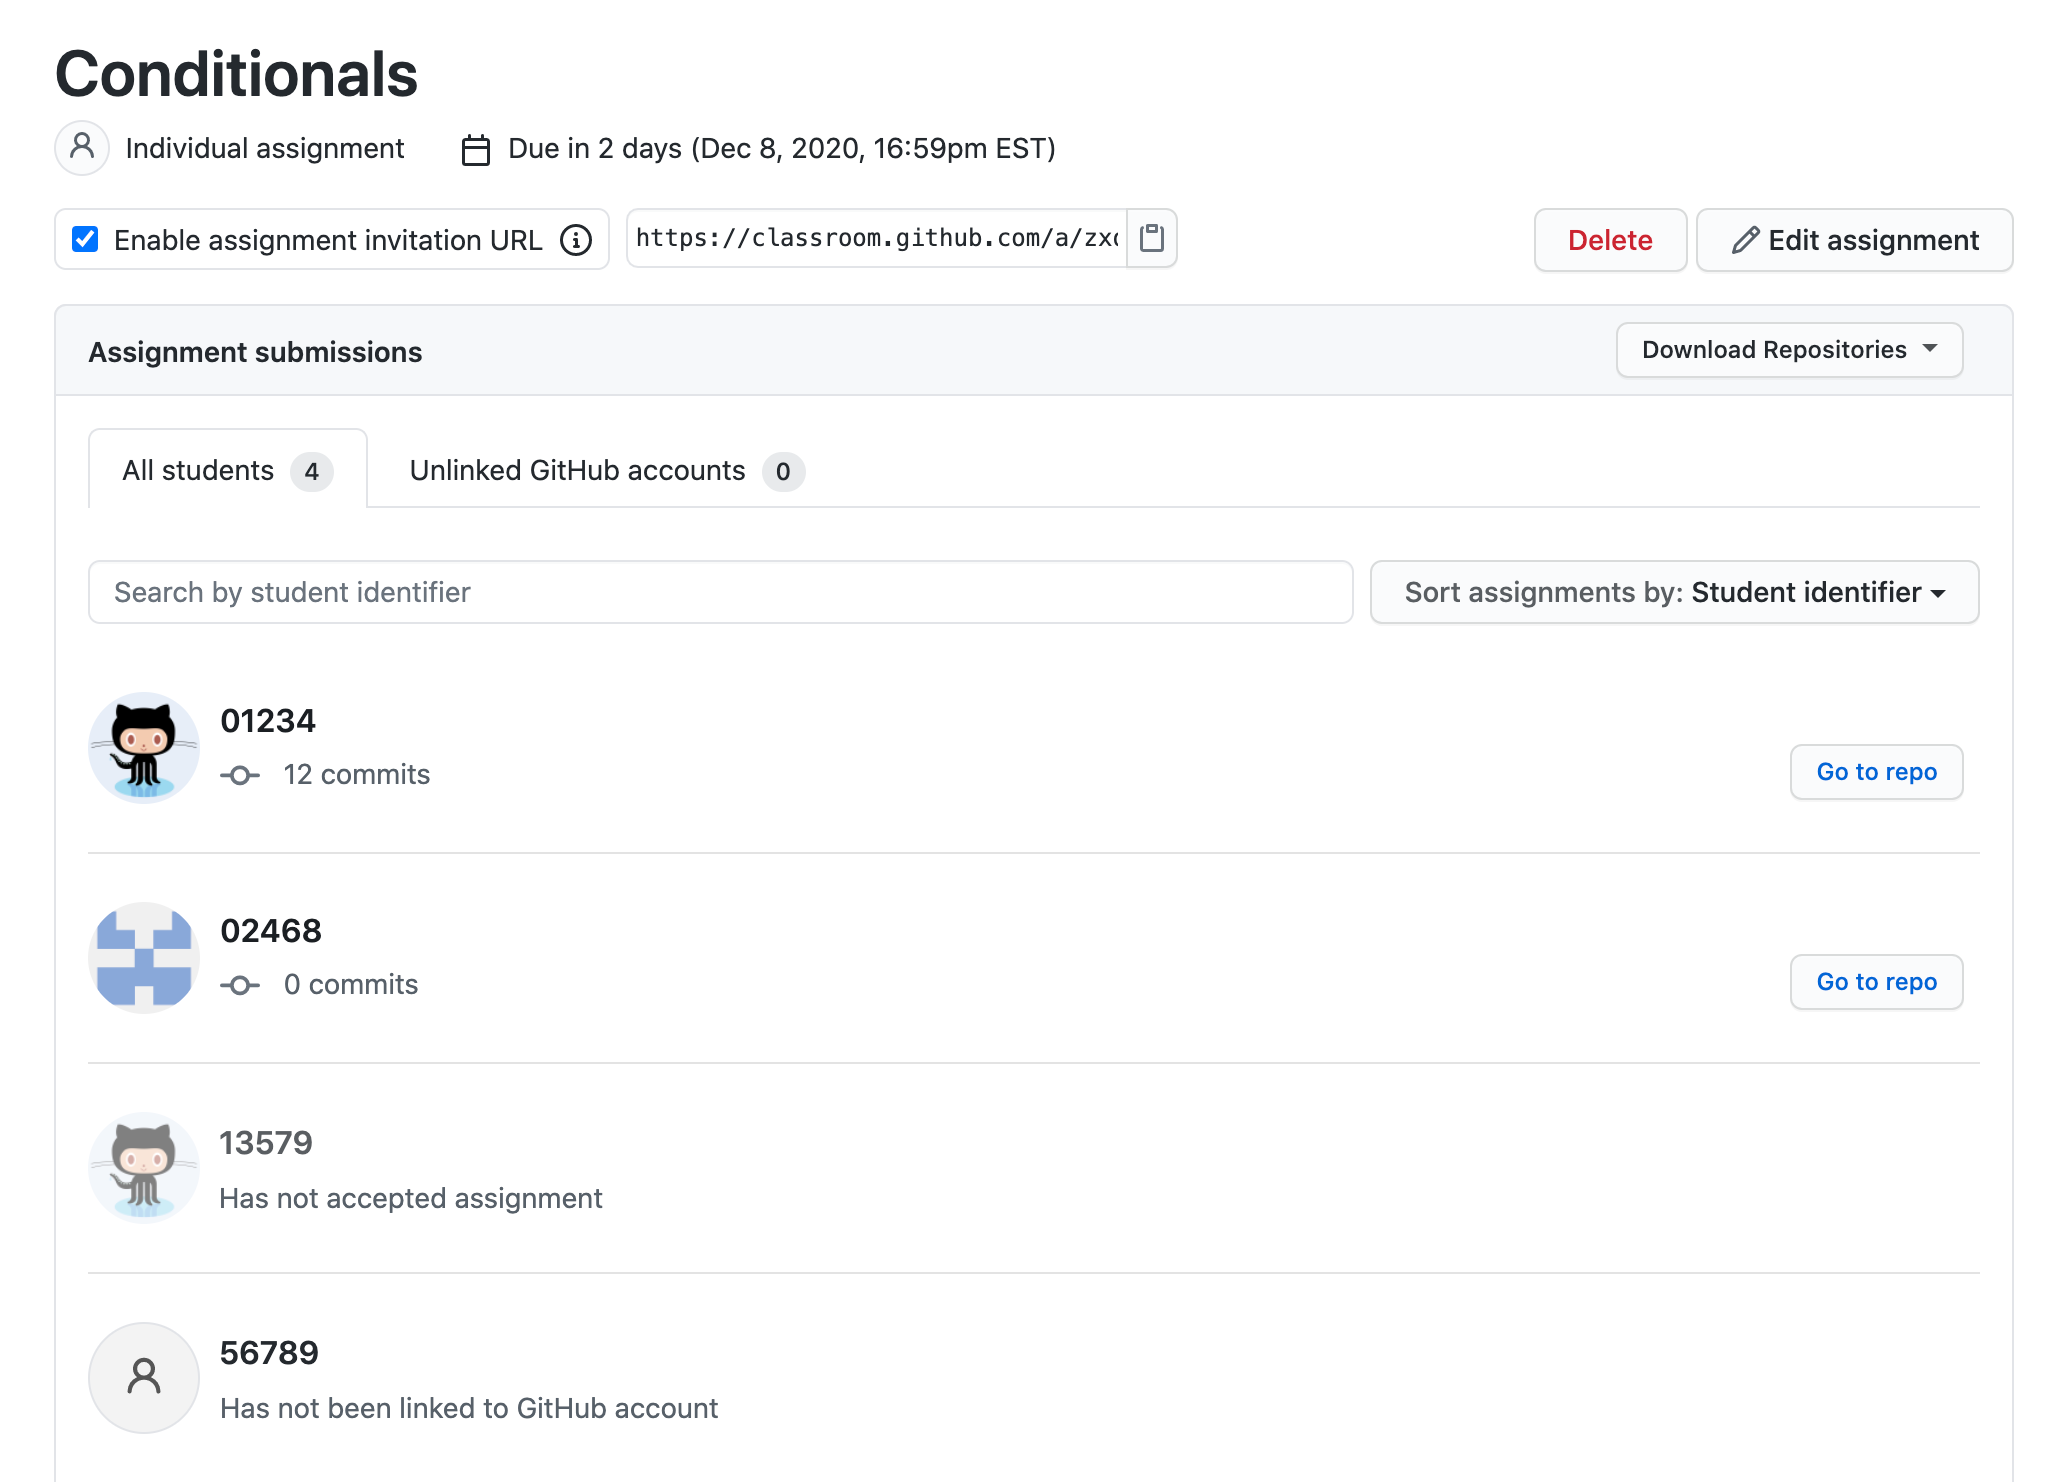 Conditionals
Individual assignment
Due in 2 days (Dec 8, 2020, 16:59pm EST)
Enable assignment invitation URL
https://classroom.github.com/a/zx
Delete
Edit assignment
Assignment submissions
Download Repositories
All students 4
Unlinked GitHub accounts 0
Search by student identifier
Sort assignments by: Student identifier
01234
12 commits
Go to repo
02468
0 commits
Go to repo
13579
Has not accepted assignment
56789
Has not been linked to GitHub account